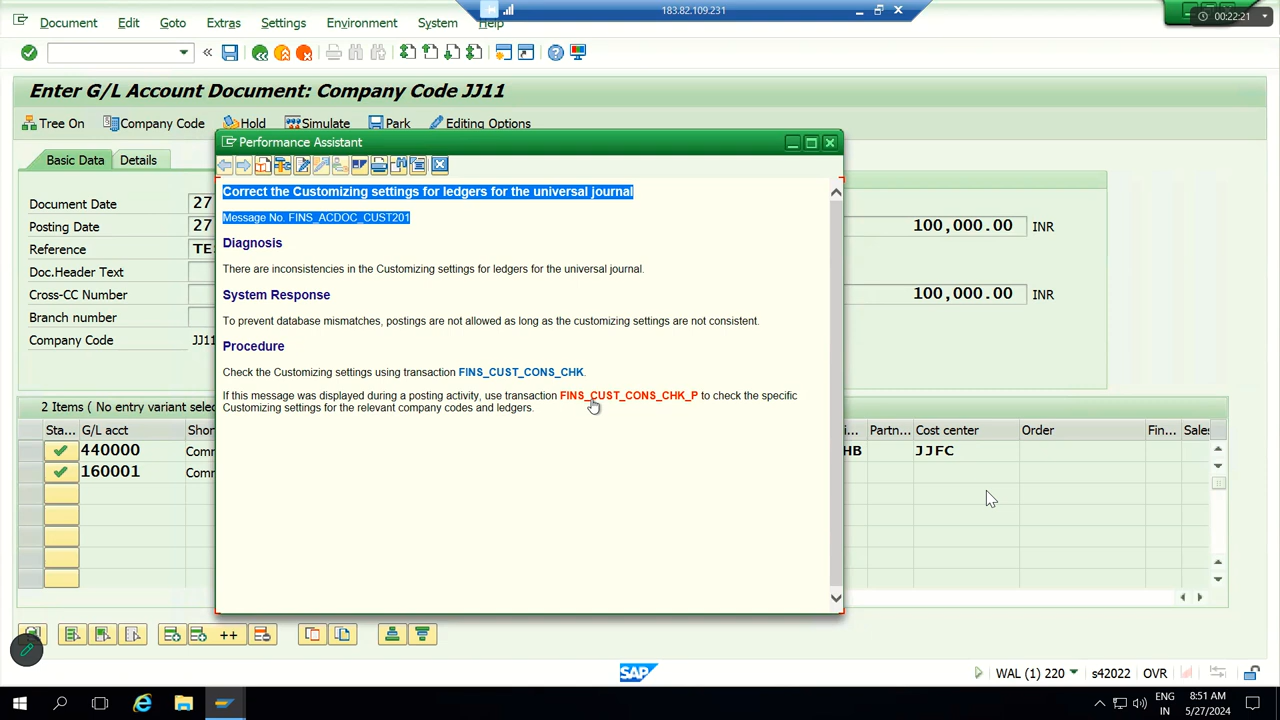 Document Edit Goto Extras Settings Environment System Help
183.82.109.231
00:22:21
Enter G/L Account Document: Company Code JJ11
Tree On Company Code Hold Simulate Park Editing Options
Performance Assistant
Basic Data Details
Correct the Customizing settings for ledgers for the universal journal
Message No. FINS_ACDOC_CUST201
Diagnosis
There are inconsistencies in the Customizing settings for ledgers for the universal journal.
System Response
To prevent database mismatches, postings are not allowed as long as the customizing settings are not consistent.
Procedure
Check the Customizing settings using transaction FINS_CUST_CONS_CHK.
If this message was displayed during a posting activity, use transaction FINS_CUST_CONS_CHK_P to check the specific
Customizing settings for the relevant company codes and ledgers.
Document Date 27
Posting Date 27
Reference TE
Doc.Header Text
Cross-CC Number
Branch number
Company Code JJ11
100,000.00 INR
100,000.00 INR
2 Items ( No entry variant selec
Sta... G/L acct Shor Partn... Cost center Order Fin... Sales
440000 Comm HB JJFC
160001 Comm
SAP
WAL (1) 220 s42022 OVR
ENG
IN
8:51 AM
5/27/2024